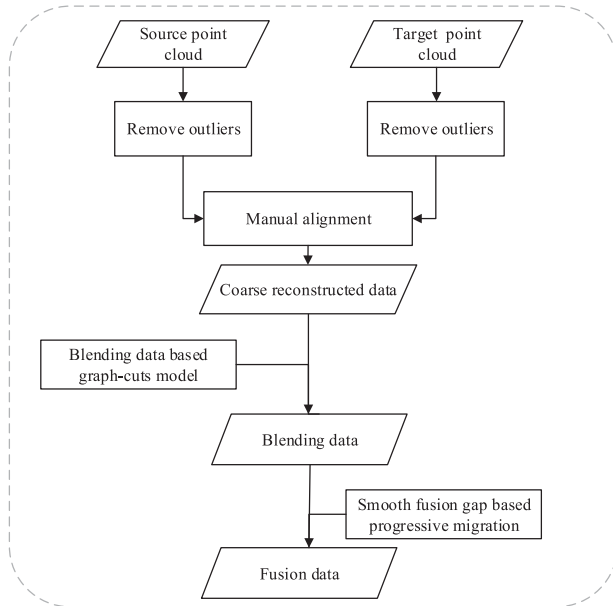 Source point
cloud
Target point
cloud
Remove outliers
Remove outliers
Manual alignment
Coarse reconstructed data
Blending data based
graph-cuts model
Blending data
Smooth fusion gap based
progressive migration
Fusion data